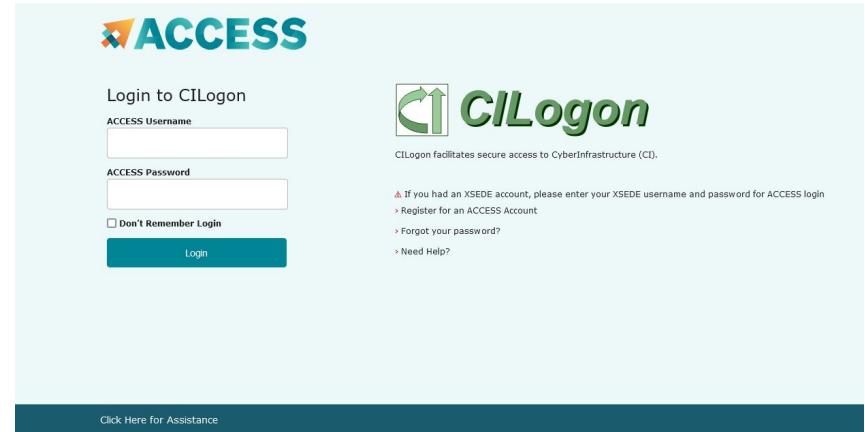 ACCESS
Login to CILogon
ACCESS Username
ACCESS Password
Don't Remember Login
Login
CILogon
CILogon facilitates secure access to CyberInfrastructure (CI).
If you had an XSEDE account, please enter your XSEDE username and password for ACCESS login
› Register for an ACCESS Account
› Forgot your password?
› Need Help?
Click Here for Assistance